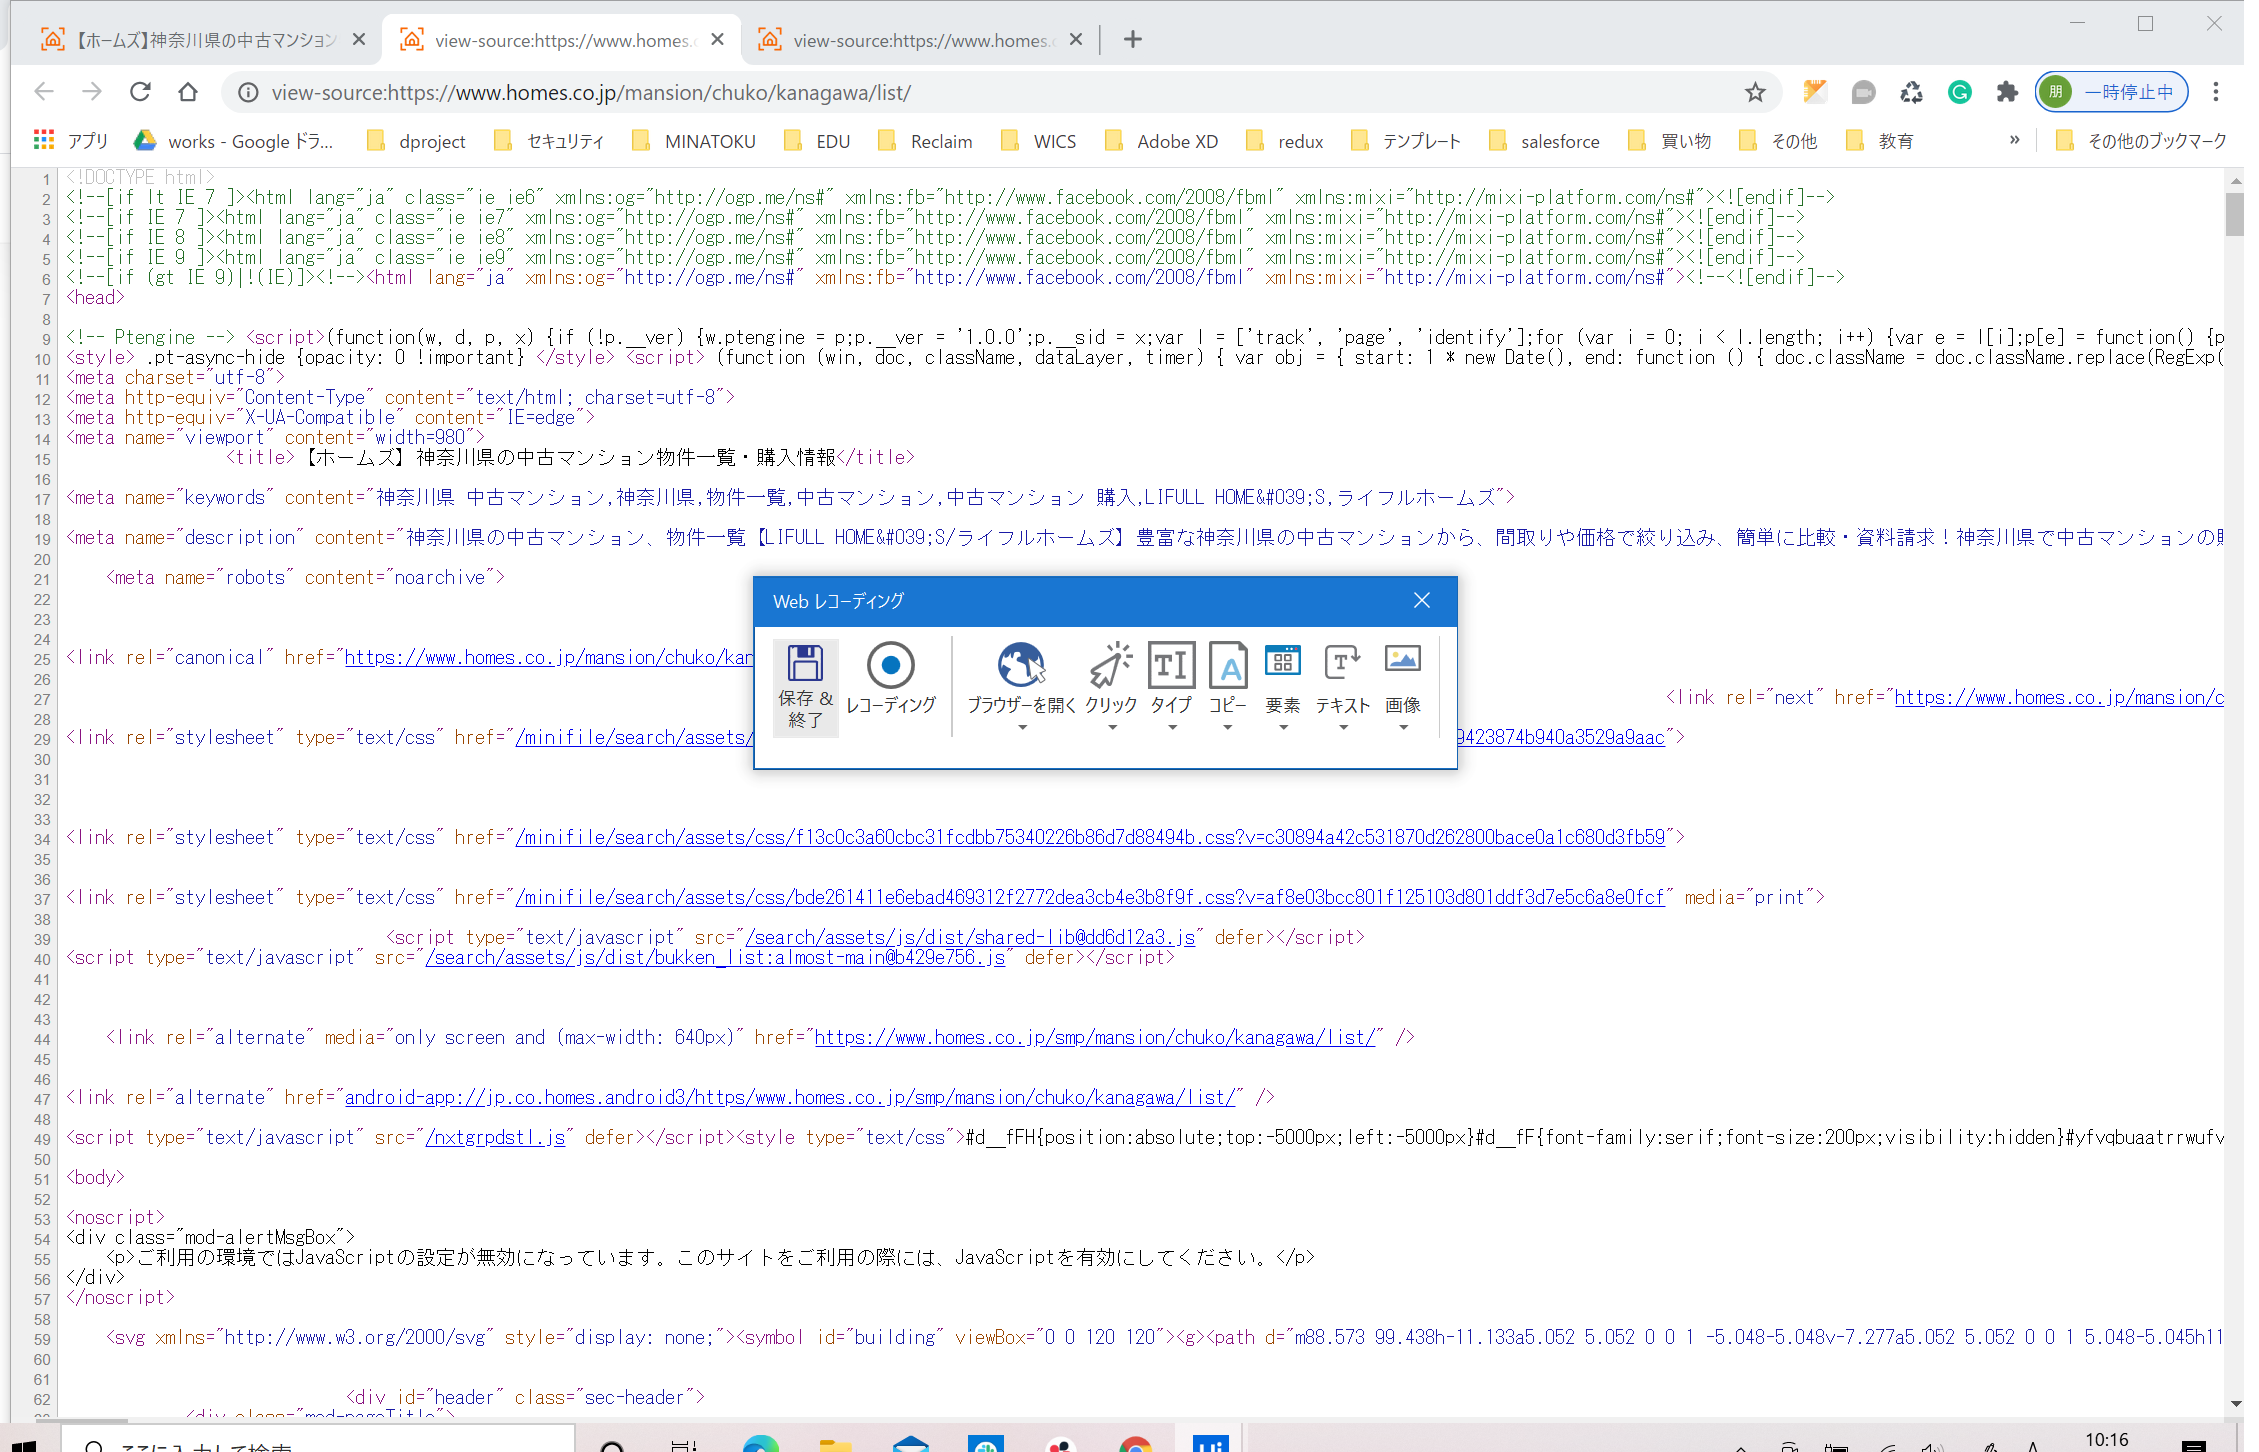 【ホームズ】神奈川県の中古マンション
view-source:https://www.homes.c
view-source:https://www.homes.c
view-source:https://www.homes.co.jp/mansion/chuko/kanagawa/list/
朋 一時停止中
アプリ works - Google ドラ... dproject セキュリティ MINATOKU EDU Reclaim WICS Adobe XD redux テンプレート salesforce 買い物 その他 教育 » その他のブックマーク
1 <!DOCTYPE html>
2 <!--[if lt IE 7 ]><html lang="ja" class="ie ie6" xmlns:og="http://ogp.me/ns#" xmlns:fb="http://www.facebook.com/2008/fbml" xmlns:mixi="http://mixi-platform.com/ns#"><![endif]-->
3 <!--[if IE 7 ]><html lang="ja" class="ie ie7" xmlns:og="http://ogp.me/ns#" xmlns:fb="http://www.facebook.com/2008/fbml" xmlns:mixi="http://mixi-platform.com/ns#"><![endif]-->
4 <!--[if IE 8 ]><html lang="ja" class="ie ie8" xmlns:og="http://ogp.me/ns#" xmlns:fb="http://www.facebook.com/2008/fbml" xmlns:mixi="http://mixi-platform.com/ns#"><![endif]-->
5 <!--[if IE 9 ]><html lang="ja" class="ie ie9" xmlns:og="http://ogp.me/ns#" xmlns:fb="http://www.facebook.com/2008/fbml" xmlns:mixi="http://mixi-platform.com/ns#"><![endif]-->
6 <!--[if (gt IE 9)|!(IE)]><!--><html lang="ja" xmlns:og="http://ogp.me/ns#" xmlns:fb="http://www.facebook.com/2008/fbml" xmlns:mixi="http://mixi-platform.com/ns#"><!--<![endif]-->
7 <head>
8
9 <!-- Ptengine --> <script>(function(w, d, p, x) {if (!p.__ver) {w.ptengine = p;p.__ver = '1.0.0';p.__sid = x;var l = ['track', 'page', 'identify'];for (var i = 0; i < l.length; i++) {var e = l[i];p[e] = function() {p
10 <style> .pt-async-hide {opacity: 0 !important} </style> <script> (function (win, doc, className, dataLayer, timer) { var obj = { start: 1 * new Date(), end: function () { doc.className = doc.className.replace(RegExp(
11 <meta charset="utf-8">
12 <meta http-equiv="Content-Type" content="text/html; charset=utf-8">
13 <meta http-equiv="X-UA-Compatible" content="IE=edge">
14 <meta name="viewport" content="width=980">
15 <title>【ホームズ】神奈川県の中古マンション物件一覧・購入情報</title>
16
17 <meta name="keywords" content="神奈川県 中古マンション,神奈川県,物件一覧,中古マンション,中古マンション 購入,LIFULL HOME&#039;S,ライフルホームズ">
18
19 <meta name="description" content="神奈川県の中古マンション、物件一覧【LIFULL HOME&#039;S/ライフルホームズ】豊富な神奈川県の中古マンションから、間取りや価格で絞り込み、簡単に比較・資料請求！神奈川県で中古マンションの
20
21 <meta name="robots" content="noarchive">
22
23
24
25 <link rel="canonical" href="https://www.homes.co.jp/mansion/chuko/kan
26
27 <link rel="next" href="https://www.homes.co.jp/mansion/c
28
29 <link rel="stylesheet" type="text/css" href="/minifile/search/assets/ 9423874b940a3529a9aac">
30
31
32
33
34 <link rel="stylesheet" type="text/css" href="/minifile/search/assets/css/f13c0c3a60cbc31fcdbb75340226b86d7d88494b.css?v=c30894a42c531870d262800bace0a1c680d3fb59">
35
36
37 <link rel="stylesheet" type="text/css" href="/minifile/search/assets/css/bde261411e6ebad469312f2772dea3cb4e3b8f9f.css?v=af8e03bcc801f125103d801ddf3d7e5c6a8e0fcf" media="print">
38
39 <script type="text/javascript" src="/search/assets/js/dist/shared-lib@dd6d12a3.js" defer></script>
40 <script type="text/javascript" src="/search/assets/js/dist/bukken_list:almost-main@b429e756.js" defer></script>
41
42
43
44 <link rel="alternate" media="only screen and (max-width: 640px)" href="https://www.homes.co.jp/smp/mansion/chuko/kanagawa/list/" />
45
46
47 <link rel="alternate" href="android-app://jp.co.homes.android3/https/www.homes.co.jp/smp/mansion/chuko/kanagawa/list/" />
48
49 <script type="text/javascript" src="/nxtgrpdstl.js" defer></script><style type="text/css">#d__fFH{position:absolute;top:-5000px;left:-5000px}#d__fF{font-family:serif;font-size:200px;visibility:hidden}#yfvqbuaatrrwufv
50
51 <body>
52
53 <noscript>
54 <div class="mod-alertMsgBox">
55 <p>ご利用の環境ではJavaScriptの設定が無効になっています。このサイトをご利用の際には、JavaScriptを有効にしてください。</p>
56 </div>
57 </noscript>
58
59 <svg xmlns="http://www.w3.org/2000/svg" style="display: none;"><symbol id="building" viewBox="0 0 120 120"><g><path d="m88.573 99.438h-11.133a5.052 5.052 0 0 1 -5.048-5.048v-7.277a5.052 5.052 0 0 1 5.048-5.045h11
60
61
62 <div id="header" class="sec-header">
<div class="mod-pageTitle">
Web レコーディング
保存 & 終了
レコーディング
ブラウザーを開く
クリック
タイプ
コピー
要素
テキスト
画像
ここに入力して検索
10:16